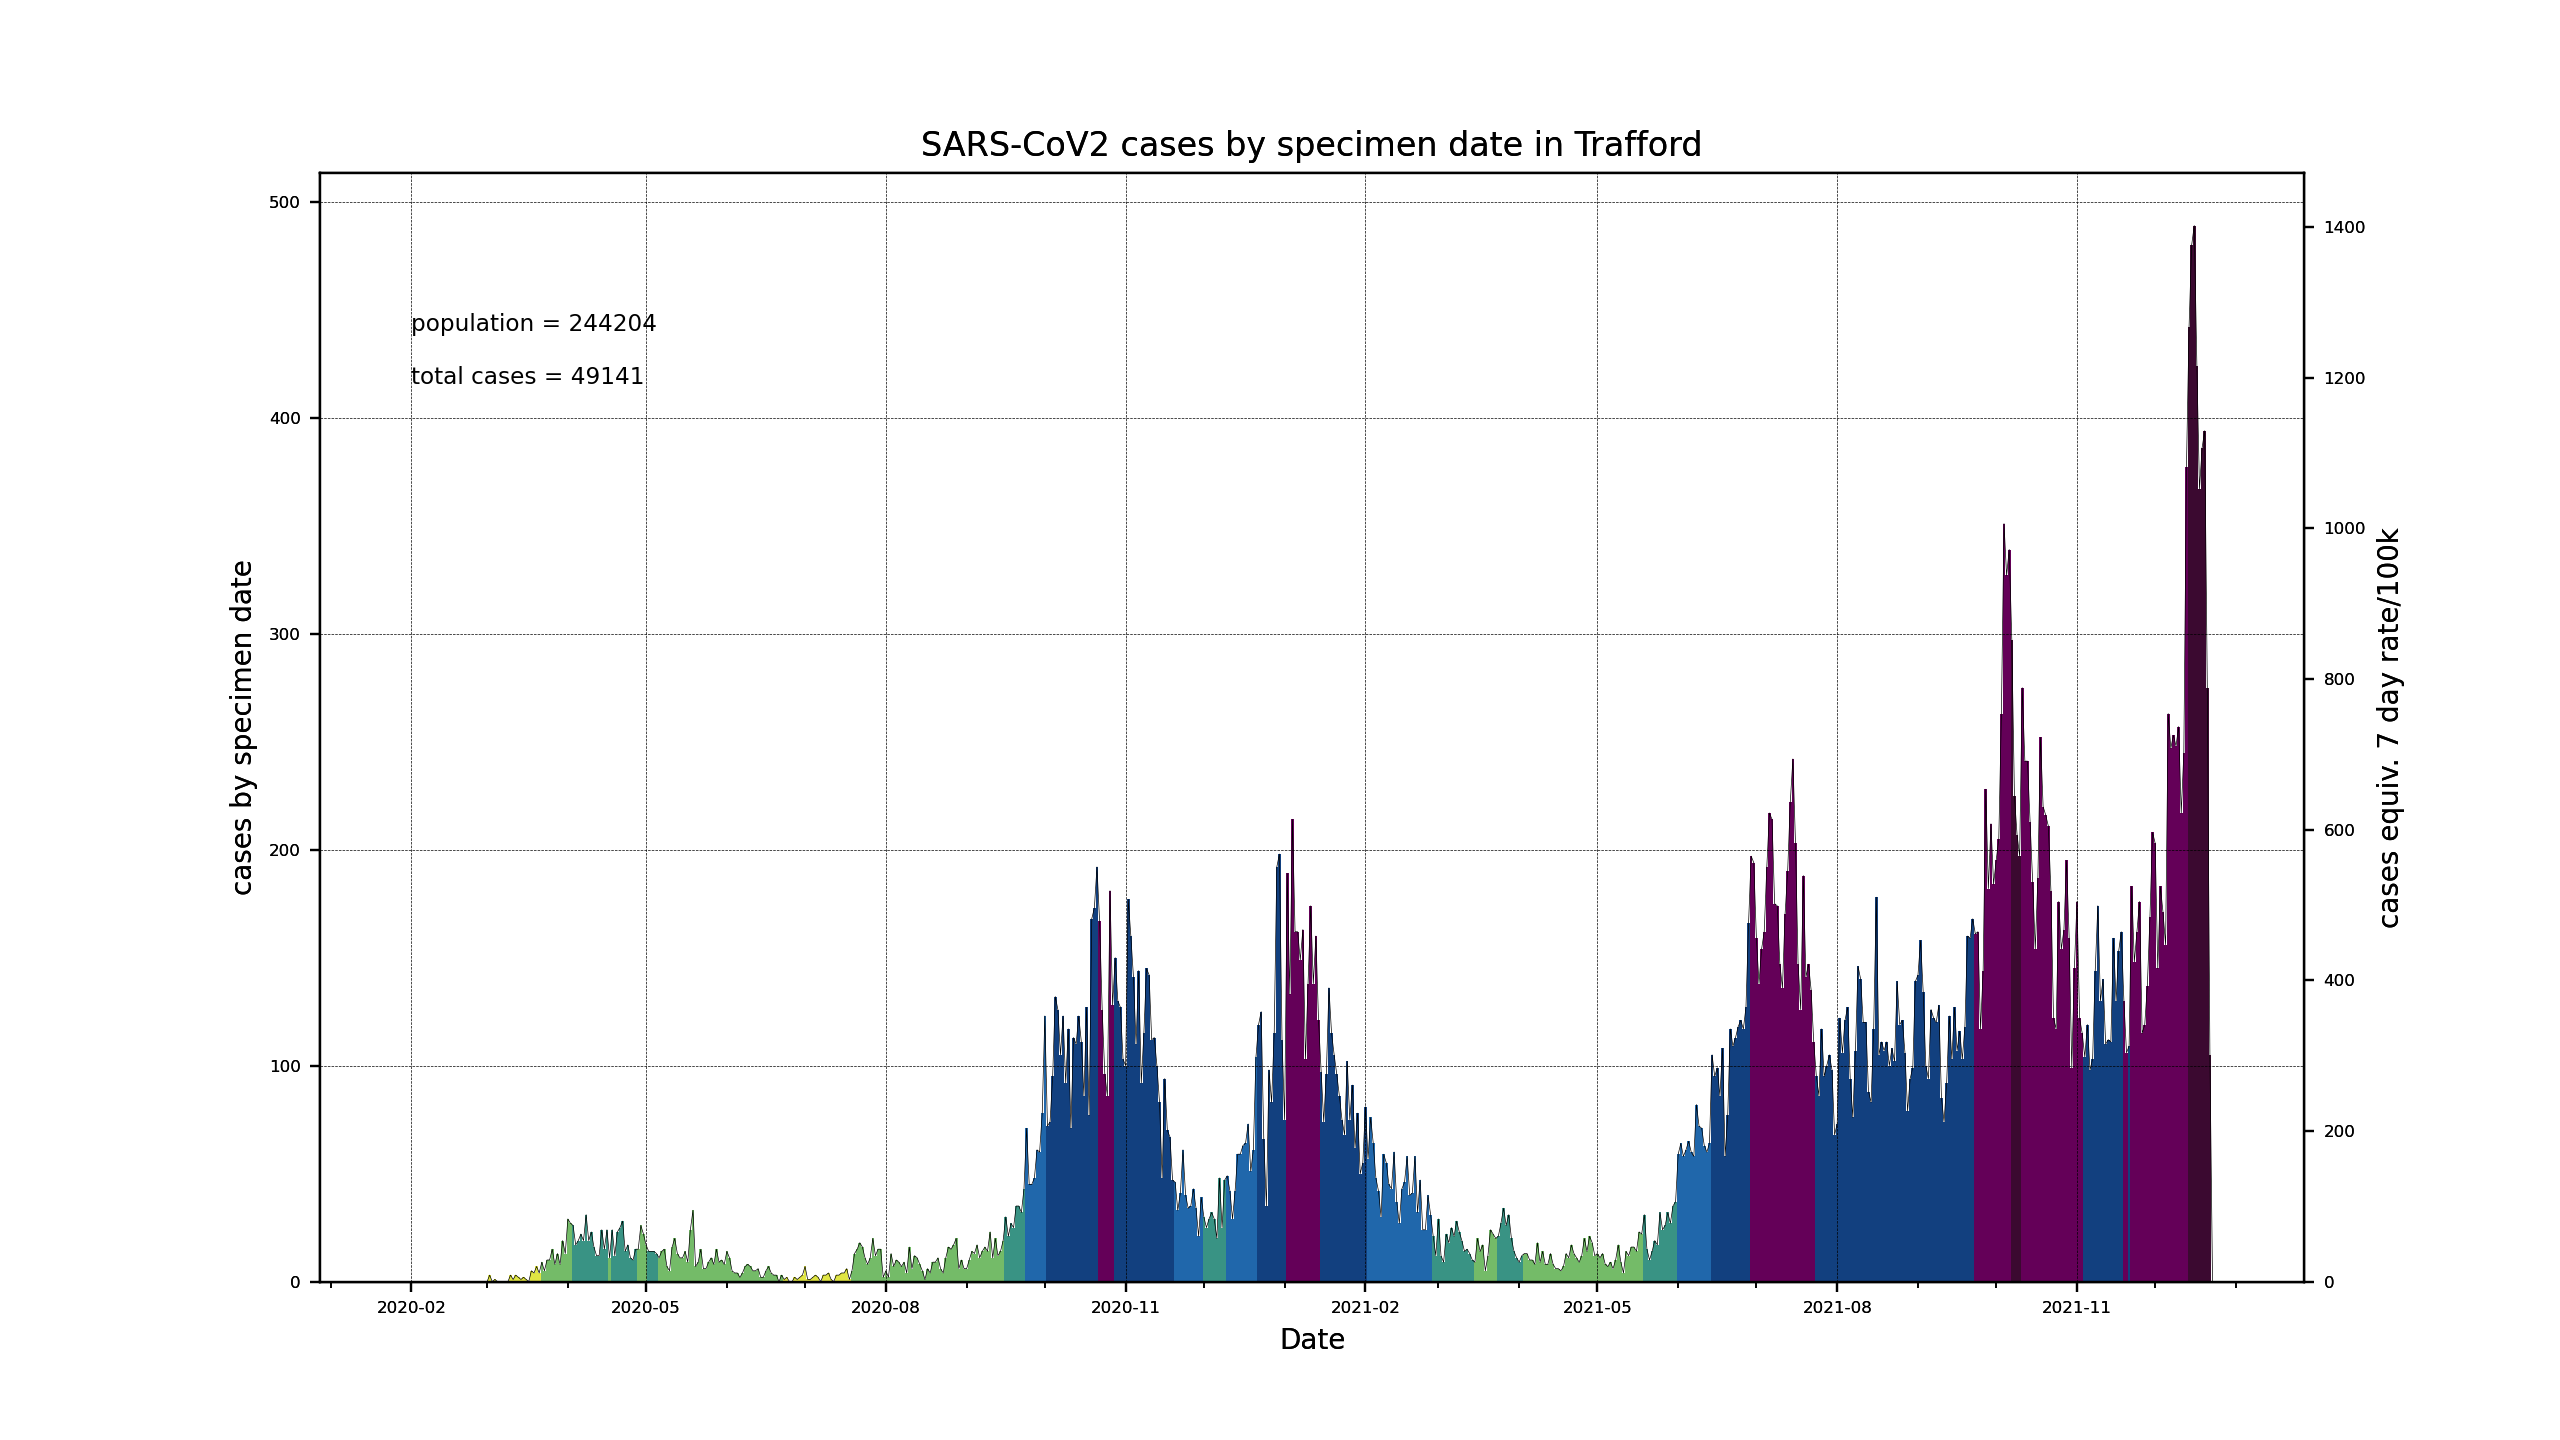 SARS-CoV2 cases by specimen date in Trafford
500
400
300
200
100
0
cases by specimen date
population = 244204
total cases = 49141
1400
1200
1000
800
600
400
200
0
cases equiv. 7 day rate/100k
2020-02 2020-05 2020-08 2020-11 2021-02 2021-05 2021-08 2021-11
Date